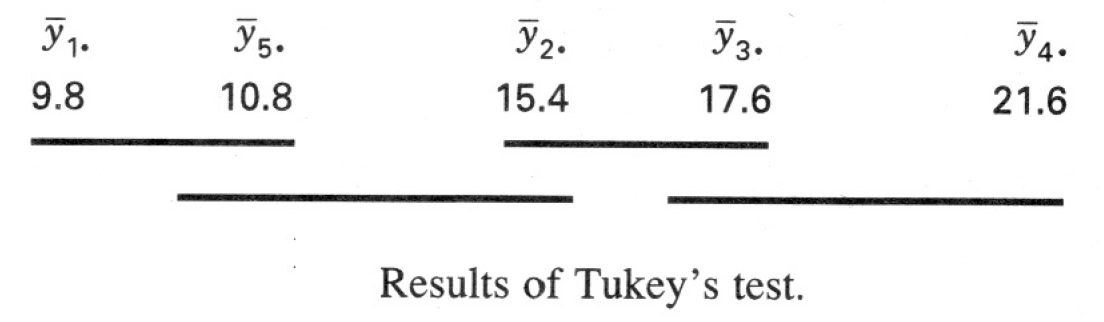 ȳ₁. ȳ₅. ȳ₂. ȳ₃. ȳ₄.
9.8 10.8 15.4 17.6 21.6
Results of Tukey's test.